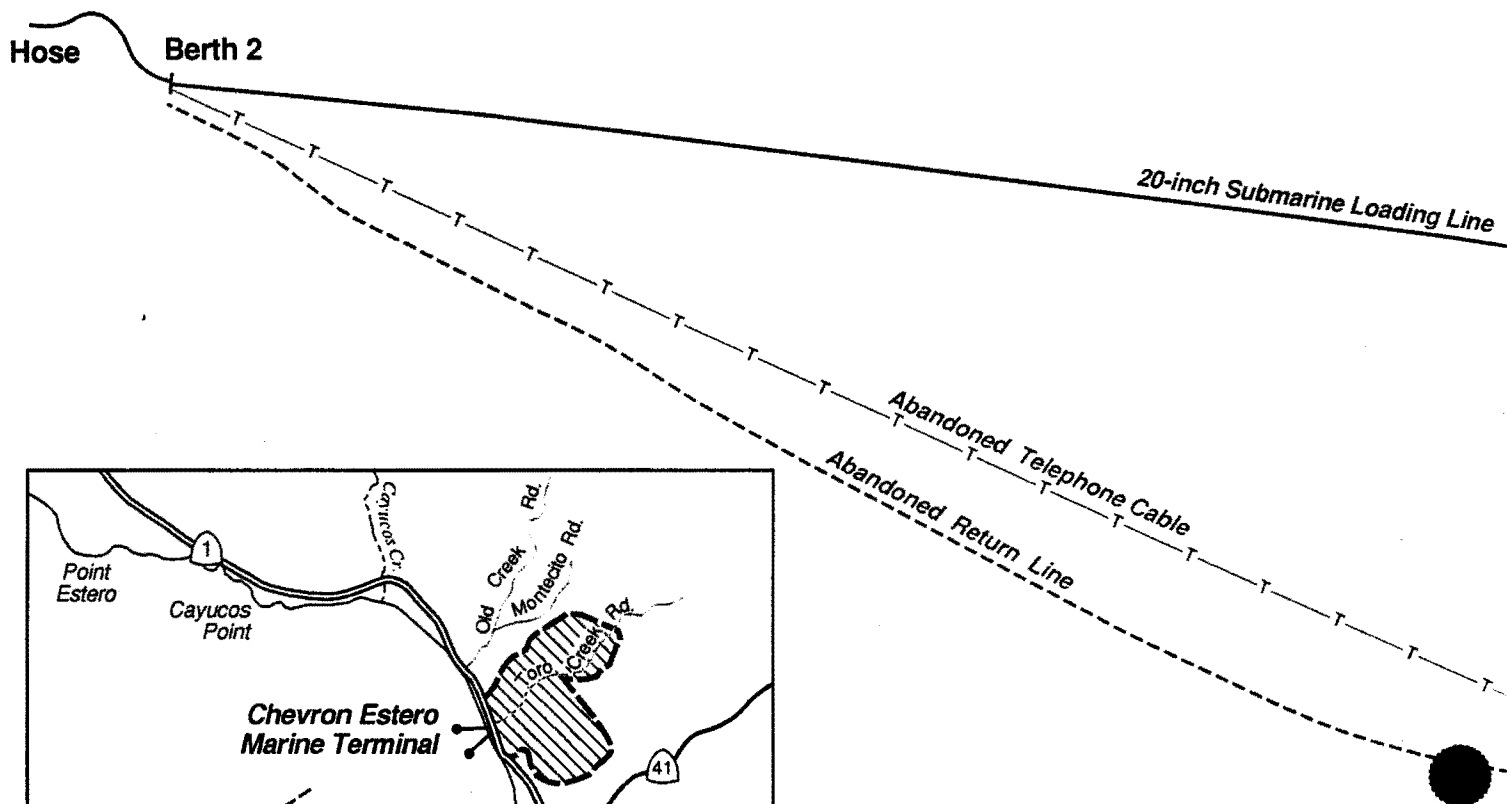 Hose
Berth 2
20-inch Submarine Loading Line
T T T T T T T T T T T T T T T T T T
Abandoned Telephone Cable
Abandoned Return Line
Cayucos Cr.
Old Creek Rd.
Montecito Rd.
1
Point
Estero
Cayucos
Point
Toro Creek Rd.
Chevron Estero
Marine Terminal
41